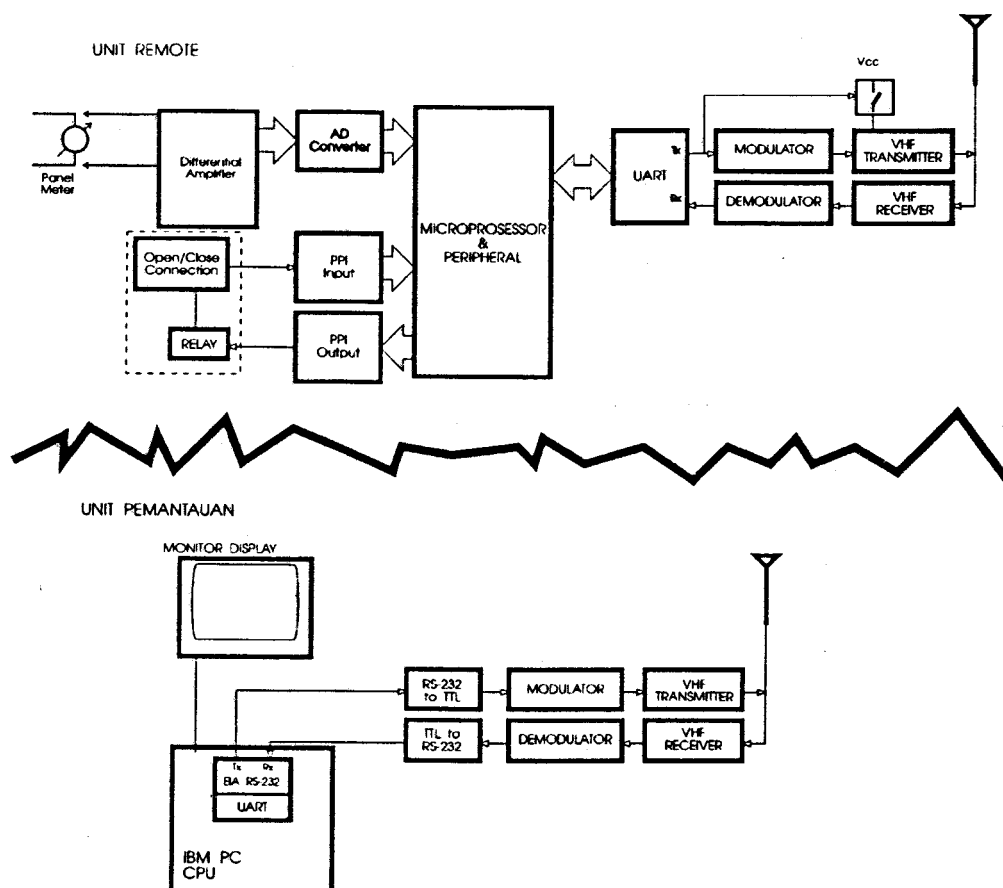 UNIT REMOTE
Panel
Meter
Differential
Amplifier
AD
Converter
Open/Close
Connection
RELAY
PPI
Input
PPI
Output
MICROPROSESSOR
&
PERIPHERAL
UART
Tx
Rx
Vcc
MODULATOR
VHF
TRANSMITTER
DEMODULATOR
VHF
RECEIVER
UNIT PEMANTAUAN
MONITOR DISPLAY
RS-232
to TTL
MODULATOR
VHF
TRANSMITTER
TTL to
RS-232
DEMODULATOR
VHF
RECEIVER
Tx Rx
EIA RS-232
UART
IBM PC
CPU